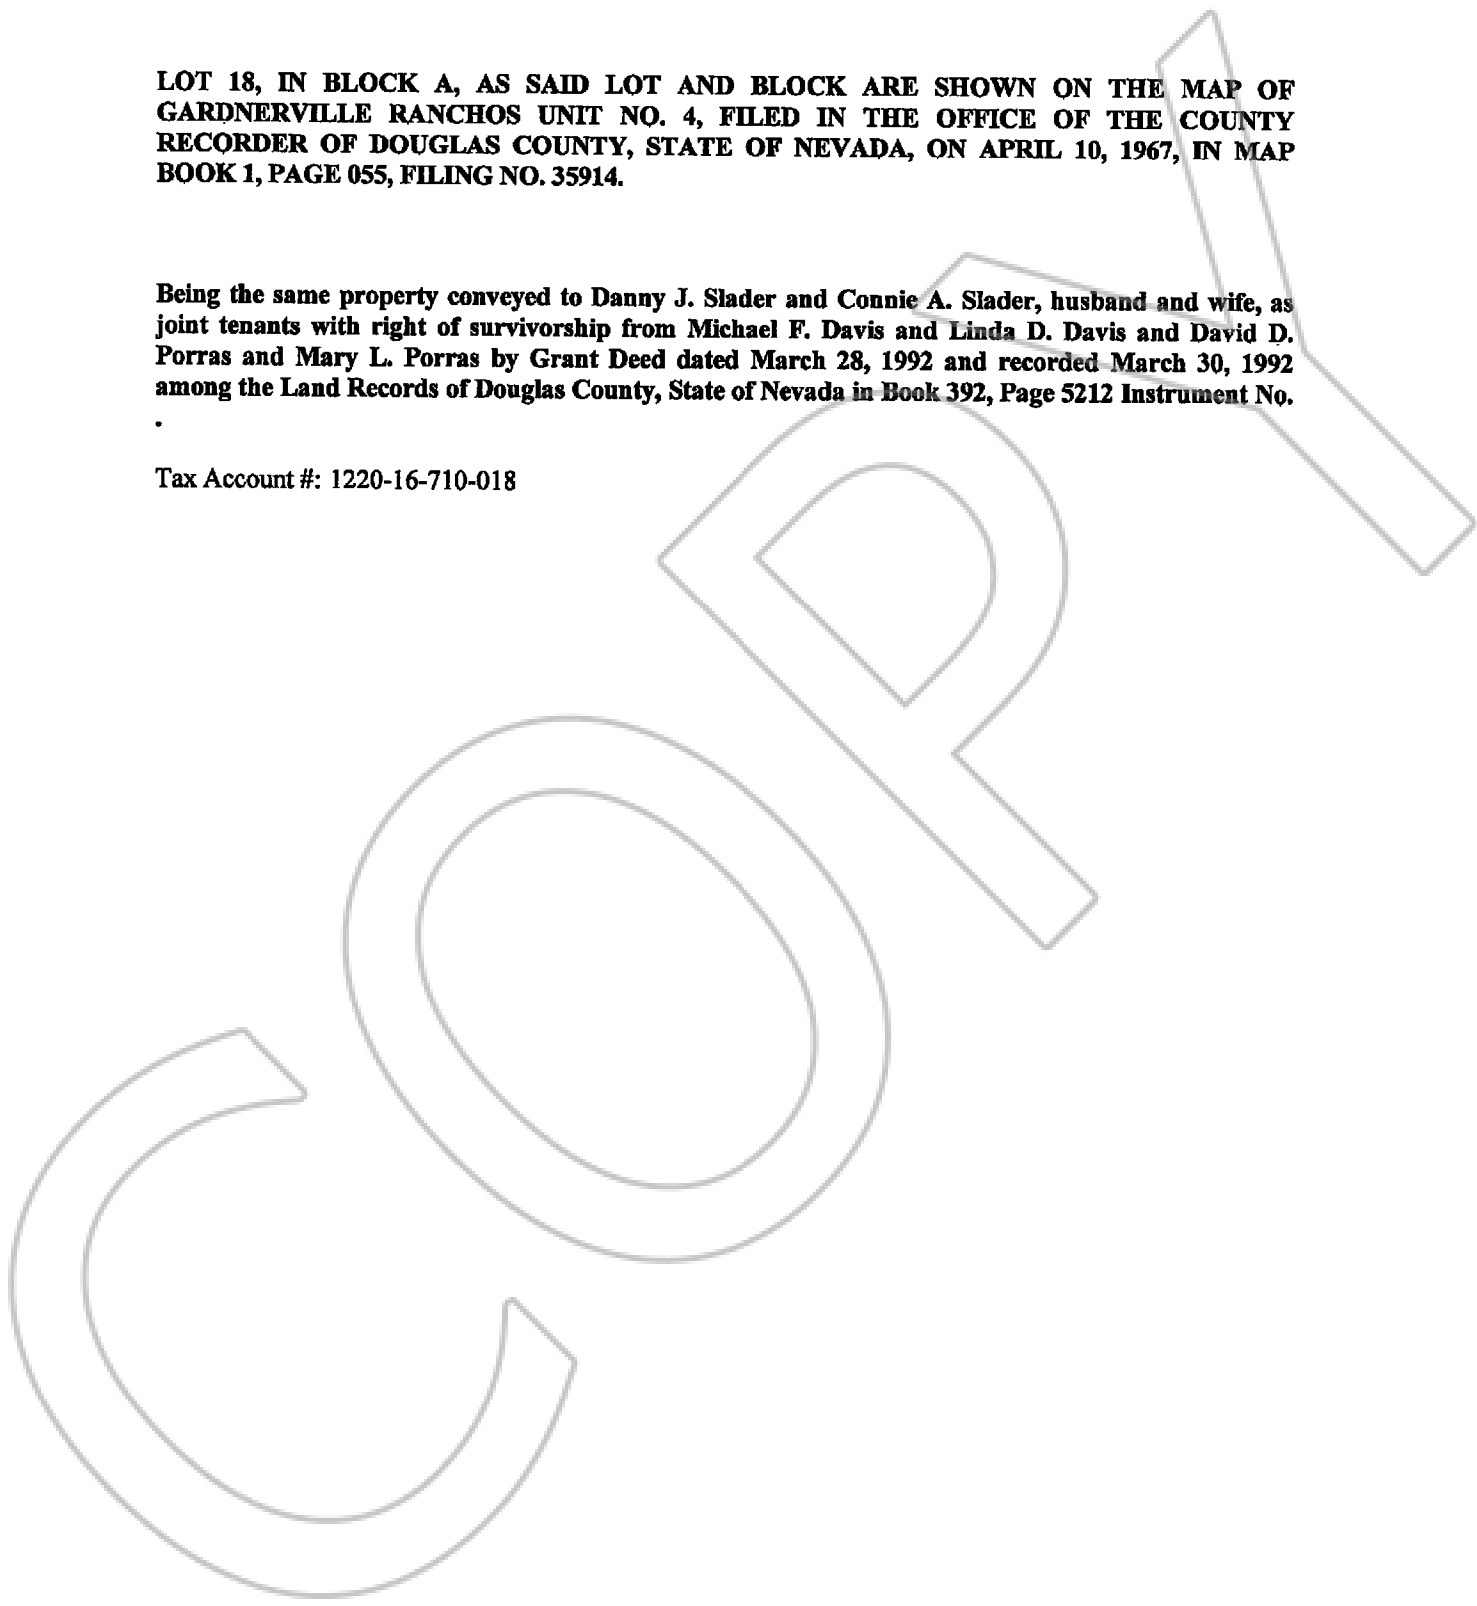 LOT 18, IN BLOCK A, AS SAID LOT AND BLOCK ARE SHOWN ON THE MAP OF
GARDNERVILLE RANCHOS UNIT NO. 4, FILED IN THE OFFICE OF THE COUNTY
RECORDER OF DOUGLAS COUNTY, STATE OF NEVADA, ON APRIL 10, 1967, IN MAP
BOOK 1, PAGE 055, FILING NO. 35914.
Being the same property conveyed to Danny J. Slader and Connie A. Slader, husband and wife, as
joint tenants with right of survivorship from Michael F. Davis and Linda D. Davis and David D.
Porras and Mary L. Porras by Grant Deed dated March 28, 1992 and recorded March 30, 1992
among the Land Records of Douglas County, State of Nevada in Book 392, Page 5212 Instrument No.
.
Tax Account #: 1220-16-710-018
COPY